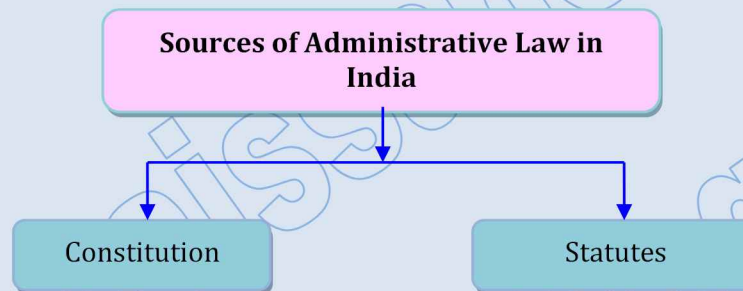 Sources of Administrative Law in
India
Constitution
Statutes